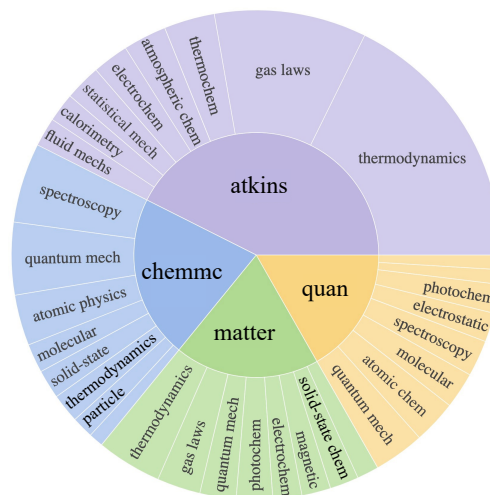 thermochem
atmospheric chem
electrochem
statistical mech
calorimetry
fluid mechs
gas laws
thermodynamics
atkins
spectroscopy
quantum mech
atomic physics
molecular
solid-state
thermodynamics
particle
chemmc
quan
matter
photochem
electrostatic
spectroscopy
molecular
atomic chem
quantum mech
thermodynamics
gas laws
quantum mech
photochem
electrochem
magnetic
solid-state chem